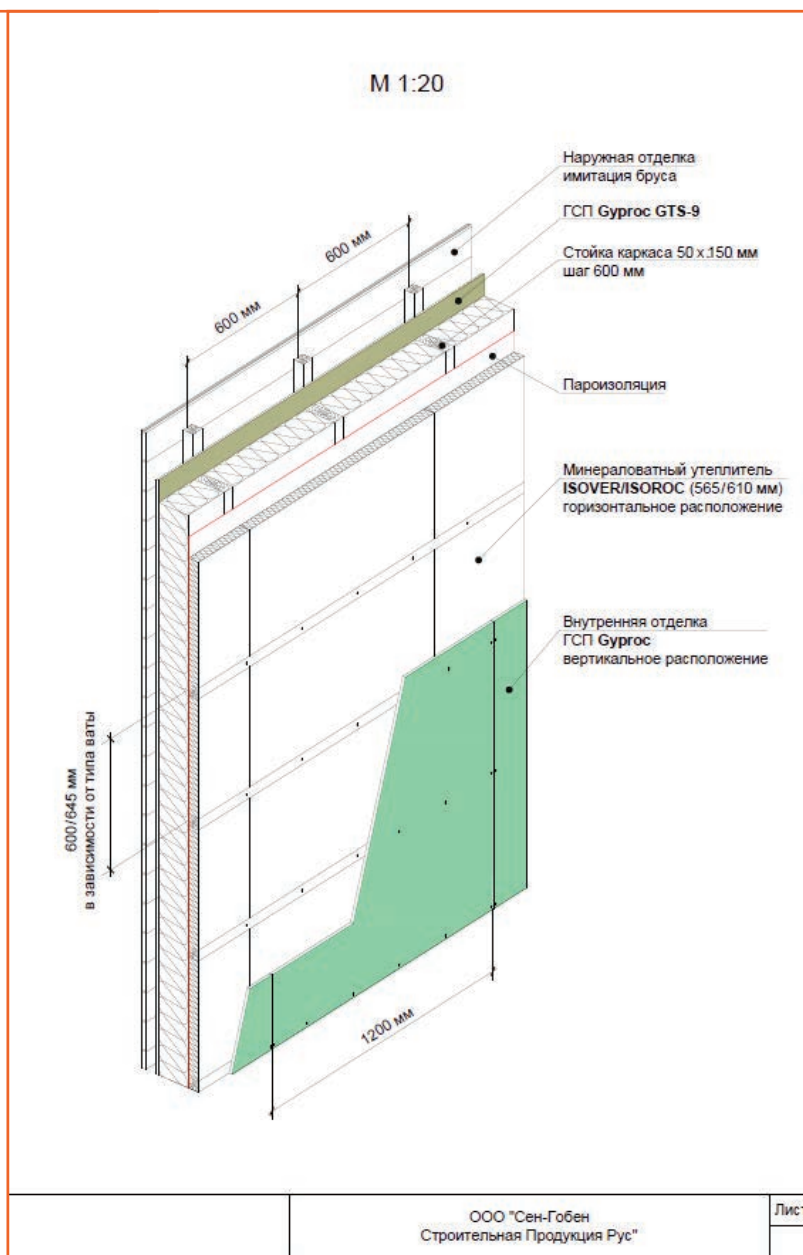 М 1:20
Наружная отделка
имитация бруса
ГСП Gyproc GTS-9
Стойка каркаса 50 х.150 мм
шаг 600 мм
600 мм
600 мм
Пароизоляция
Минераловатный утеплитель
ISOVER/ISOROC (565/610 мм)
горизонтальное расположение
Внутренняя отделка
ГСП Gyproc
вертикальное расположение
600/645 мм
в зависимости от типа ваты
1200 мм
ООО "Сен-Гобен
Строительная Продукция Рус"
Лист